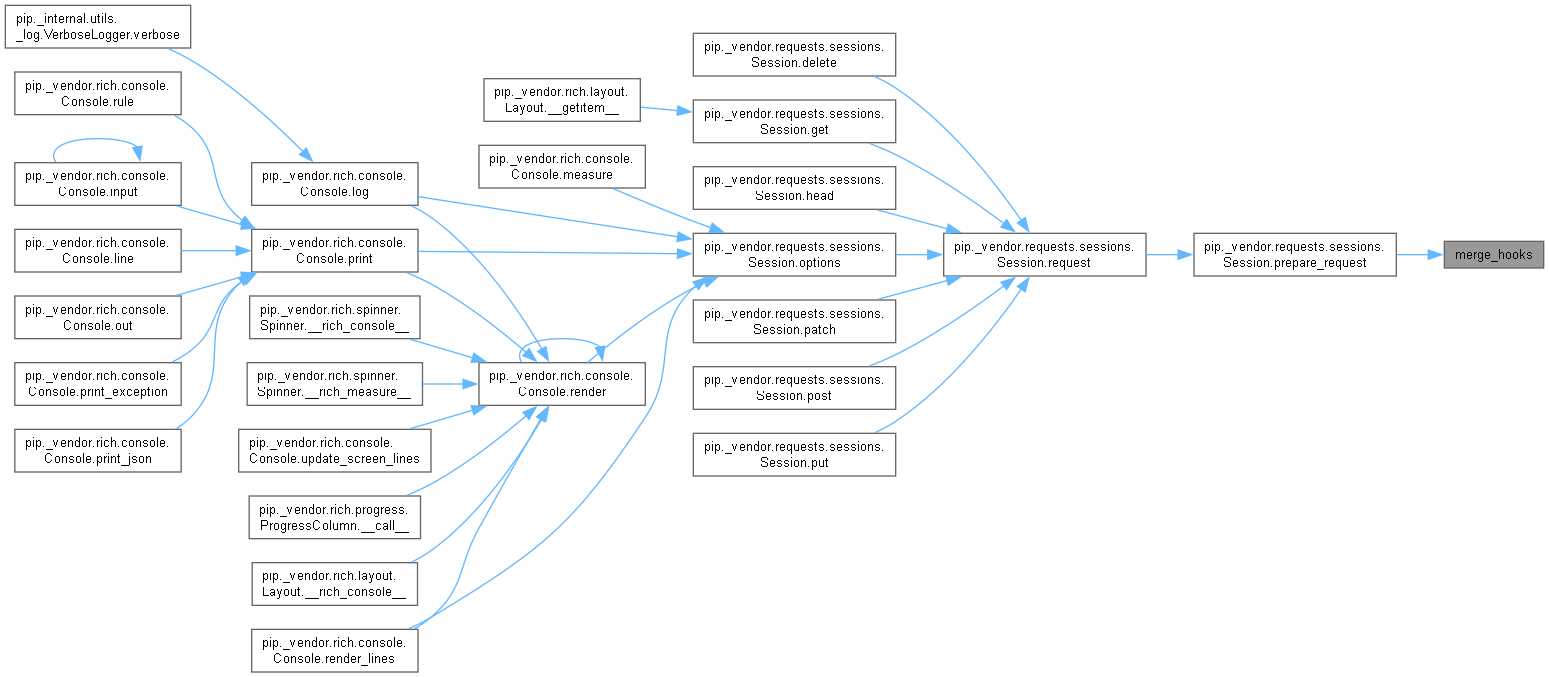 pip._internal.utils.
_log.VerboseLogger.verbose
pip._vendor.rich.console.
Console.rule
pip._vendor.rich.console.
Console.input
pip._vendor.rich.console.
Console.line
pip._vendor.rich.console.
Console.out
pip._vendor.rich.console.
Console.print_exception
pip._vendor.rich.console.
Console.print_json
pip._vendor.rich.console.
Console.log
pip._vendor.rich.console.
Console.print
pip._vendor.rich.spinner.
Spinner.__rich_console__
pip._vendor.rich.spinner.
Spinner.__rich_measure__
pip._vendor.rich.console.
Console.update_screen_lines
pip._vendor.rich.progress.
ProgressColumn.__call__
pip._vendor.rich.layout.
Layout.__rich_console__
pip._vendor.rich.console.
Console.render_lines
pip._vendor.rich.layout.
Layout.__getitem__
pip._vendor.rich.console.
Console.measure
pip._vendor.rich.console.
Console.render
pip._vendor.requests.sessions.
Session.delete
pip._vendor.requests.sessions.
Session.get
pip._vendor.requests.sessions.
Session.head
pip._vendor.requests.sessions.
Session.options
pip._vendor.requests.sessions.
Session.patch
pip._vendor.requests.sessions.
Session.post
pip._vendor.requests.sessions.
Session.put
pip._vendor.requests.sessions.
Session.request
pip._vendor.requests.sessions.
Session.prepare_request
merge_hooks